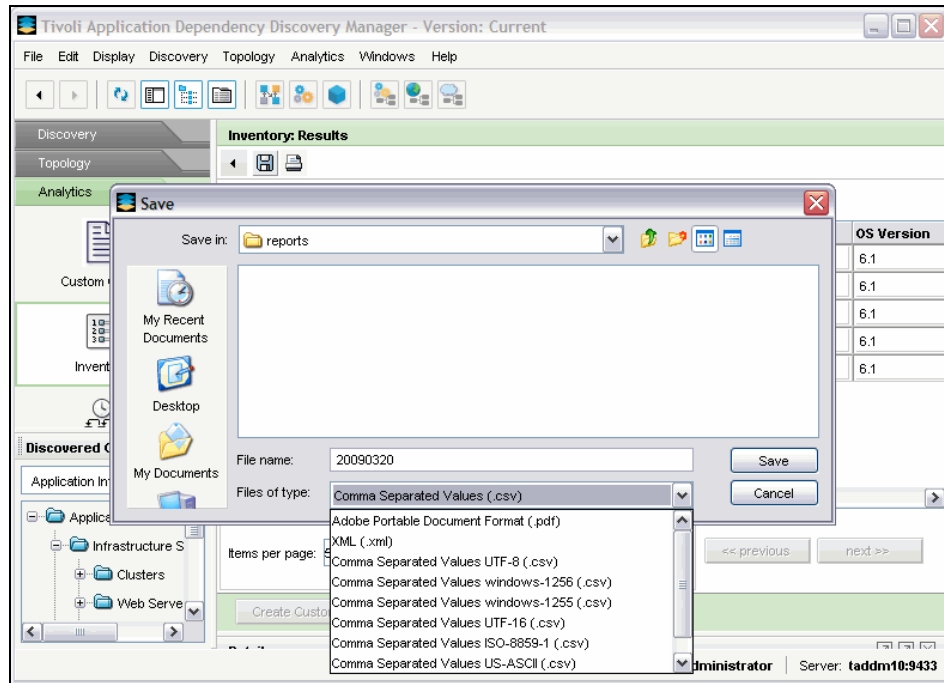 Tivoli Application Dependency Discovery Manager - Version: Current
File Edit Display Discovery Topology Analytics Windows Help
Discovery
Inventory: Results
Topology
Analytics
Save
Save in: reports
OS Version
6.1
6.1
6.1
6.1
6.1
Custom
My Recent
Documents
Desktop
My Documents
Discovered
Application In
File name: 20090320
Save
Files of type: Comma Separated Values (.csv)
Cancel
Adobe Portable Document Format (.pdf)
XML (.xml)
Comma Separated Values UTF-8 (.csv)
Comma Separated Values windows-1256 (.csv)
Comma Separated Values windows-1255 (.csv)
Comma Separated Values UTF-16 (.csv)
Comma Separated Values ISO-8859-1 (.csv)
Comma Separated Values US-ASCII (.csv)
Applica
Infrastructure S
Clusters
Web Serve
Items per page:
<< previous next >>
Create Custo
dministrator Server: taddm10:9433